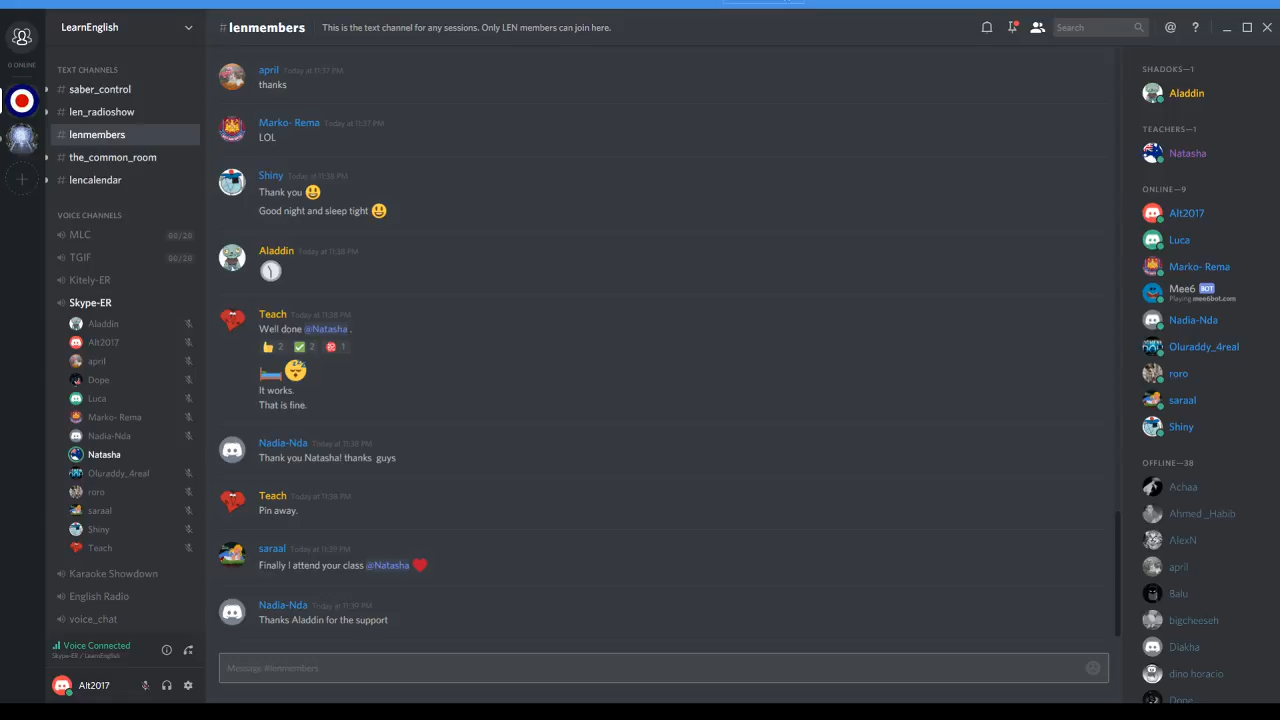 0 ONLINE
LearnEnglish
TEXT CHANNELS
# saber_control
# len_radioshow
# lenmembers
# the_common_room
# lencalendar
VOICE CHANNELS
MLC 60/20
TGIF
Kitely-ER
Skype-ER
Aladdin
Alt2017
april
Dope
Luca
Marko- Rema
Nadia-Nda
Natasha
Oluraddy_4real
roro
saraal
Shiny
Teach
Karaoke Showdown
English Radio
voice_chat
Voice Connected
Skype-ER / LearnEnglish
Alt2017
# lenmembers This is the text channel for any sessions. Only LEN members can join here.
Search
april Today at 11:37 PM
thanks
Marko- Rema Today at 11:37 PM
LOL
Shiny Today at 11:38 PM
Thank you
Good night and sleep tight
Aladdin Today at 11:38 PM
Teach Today at 11:38 PM
Well done @Natasha .
2 2 1
It works.
That is fine.
Nadia-Nda Today at 11:38 PM
Thank you Natasha! thanks guys
Teach Today at 11:38 PM
Pin away.
saraal Today at 11:39 PM
Finally I attend your class @Natasha
Nadia-Nda Today at 11:39 PM
Thanks Aladdin for the support
Message #lenmembers
SHADOKS—1
Aladdin
TEACHERS—1
Natasha
ONLINE—9
Alt2017
Luca
Marko- Rema
Mee6 BOT
Playing mee6bot.com
Nadia-Nda
Oluraddy_4real
roro
saraal
Shiny
OFFLINE—38
Achaa
Ahmed _Habib
AlexN
april
Balu
bigcheeseh
Diakha
dino horacio
Dope